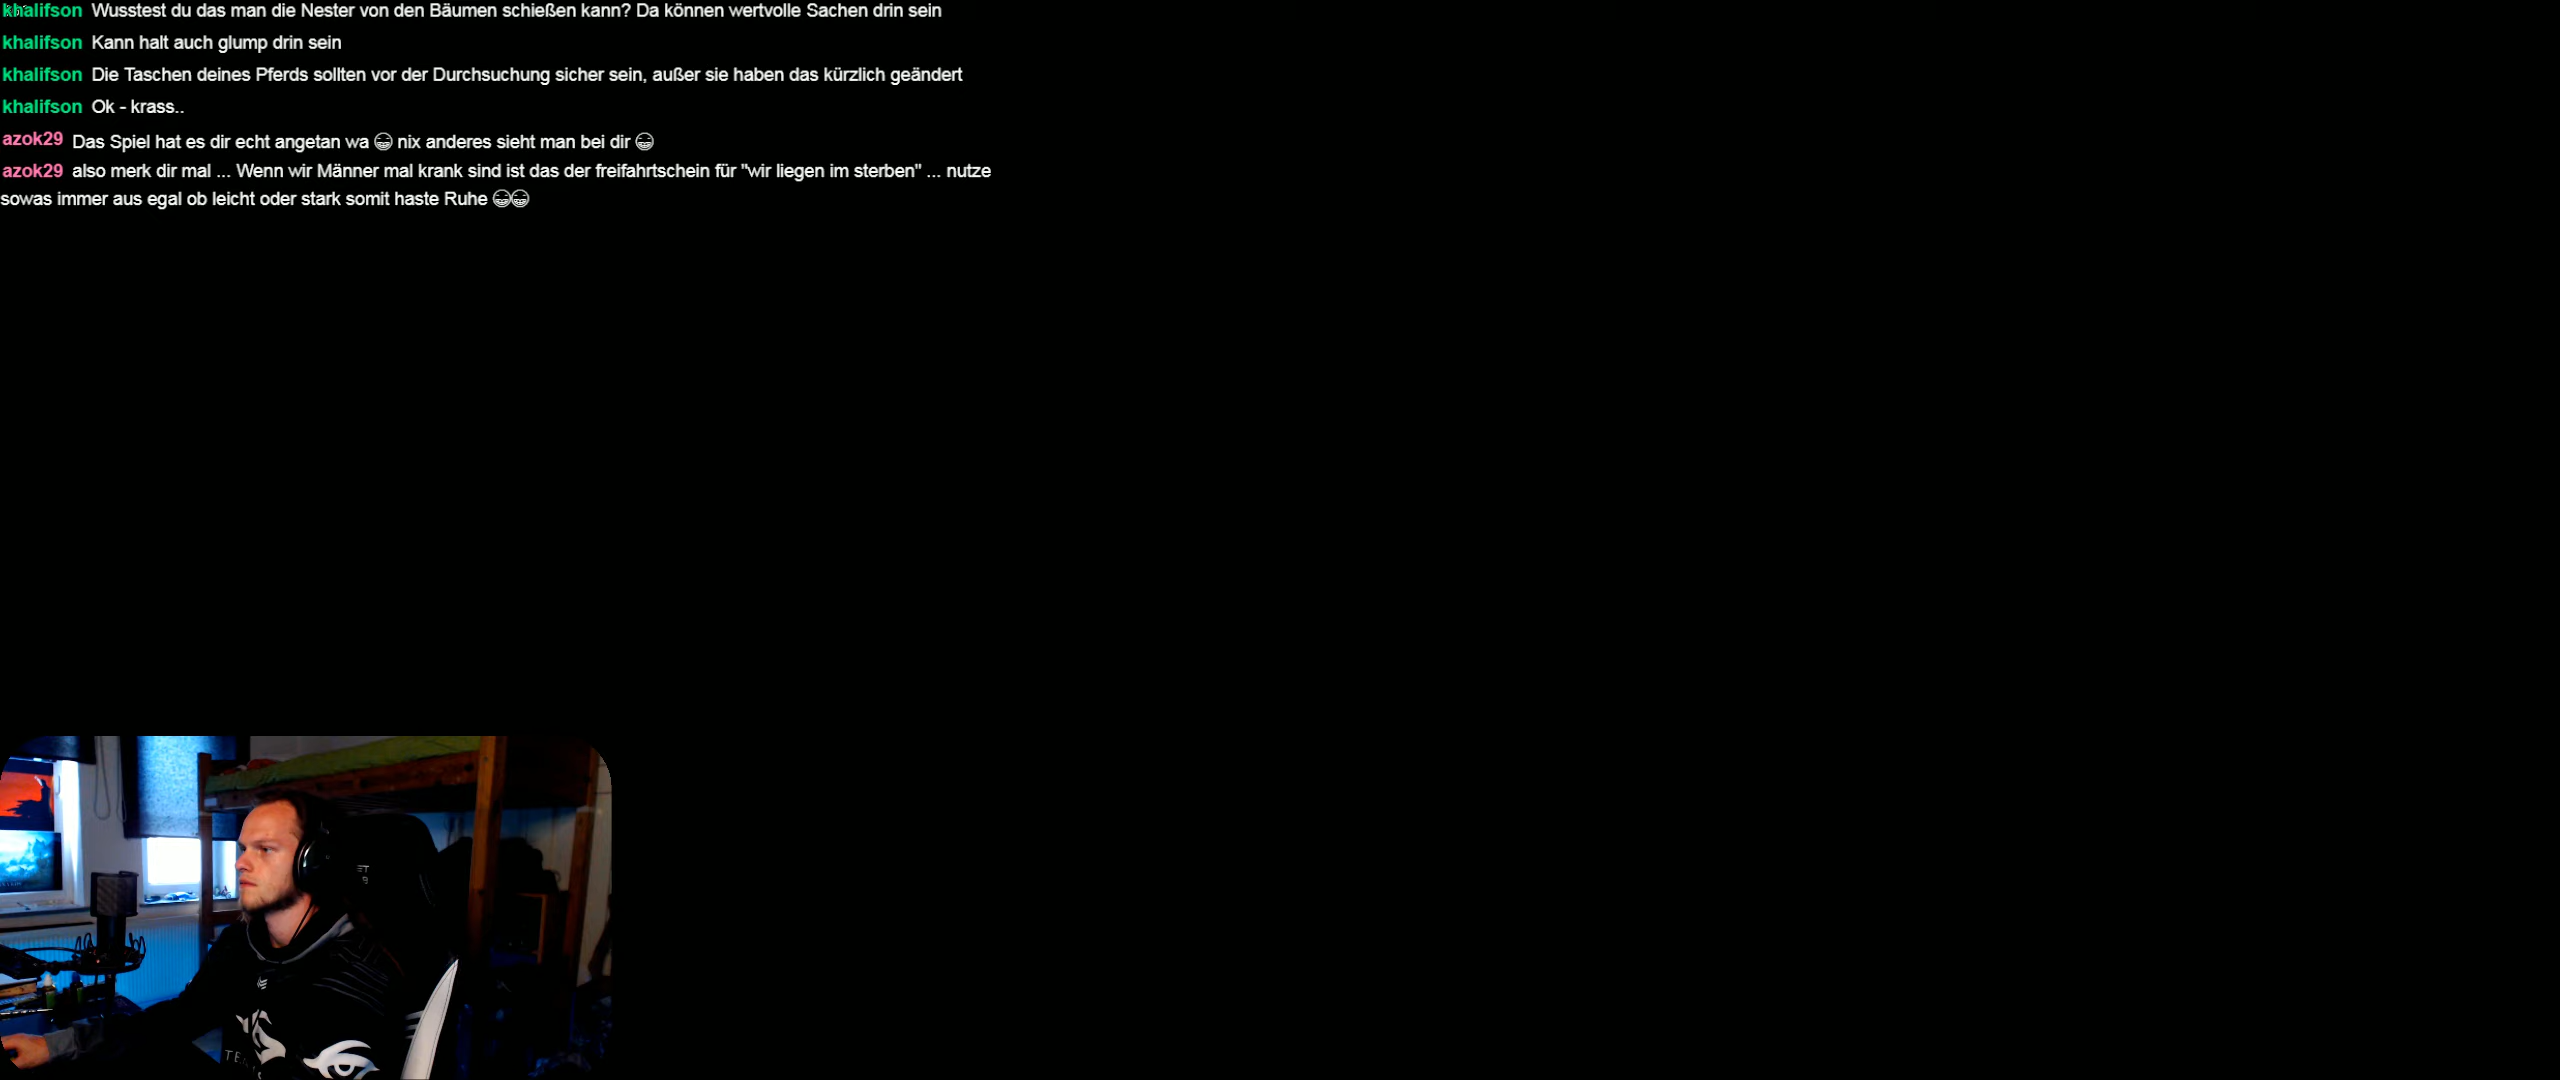 khalifson Wusstest du das man die Nester von den Bäumen schießen kann? Da können wertvolle Sachen drin sein
khalifson Kann halt auch glump drin sein
khalifson Die Taschen deines Pferds sollten vor der Durchsuchung sicher sein, außer sie haben das kürzlich geändert
khalifson Ok - krass..
azok29 Das Spiel hat es dir echt angetan wa 😂 nix anderes sieht man bei dir 😂
azok29 also merk dir mal ... Wenn wir Männer mal krank sind ist das der freifahrtschein für "wir liegen im sterben" ... nutze
sowas immer aus egal ob leicht oder stark somit haste Ruhe 😂😂